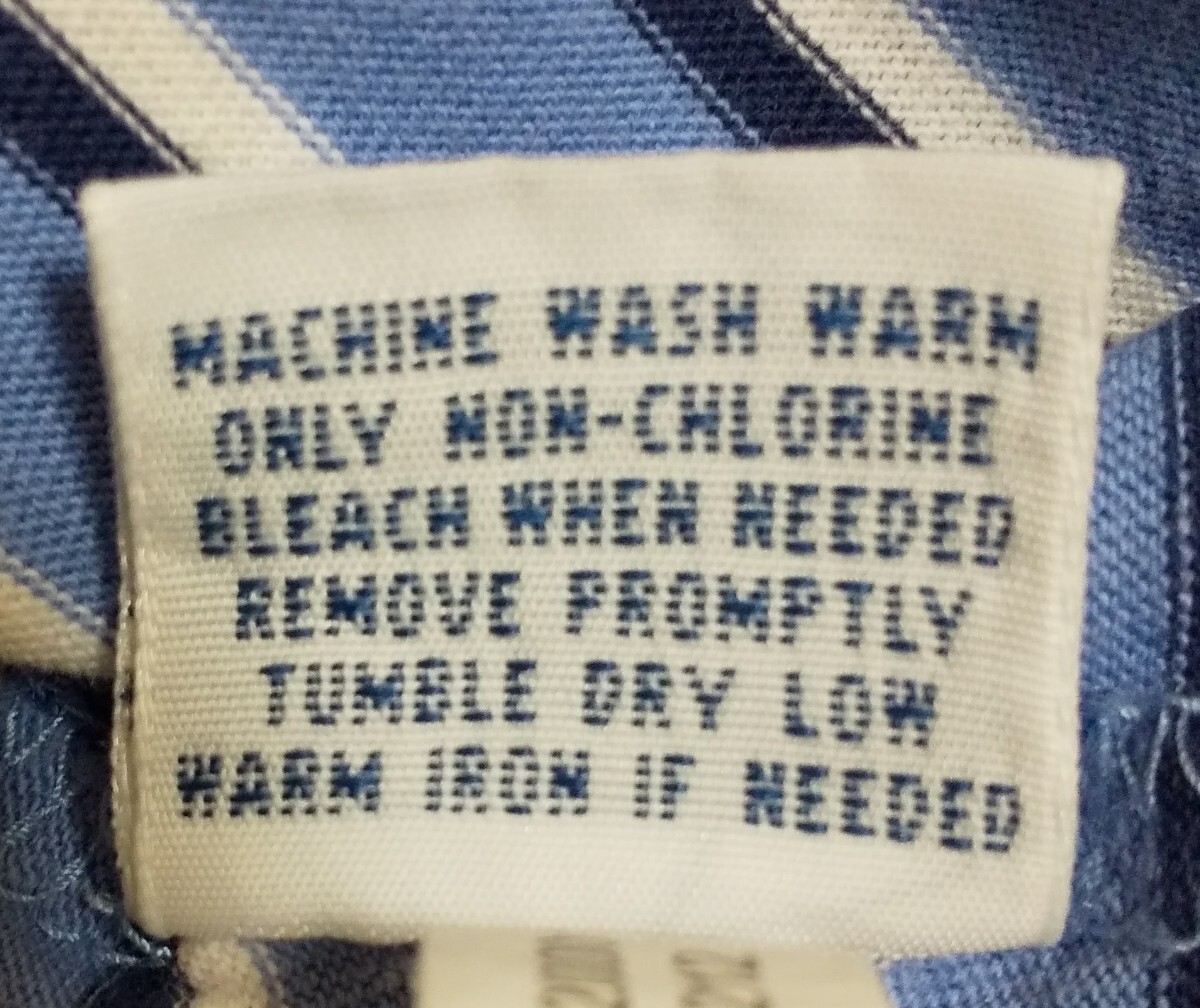 MACHINE WASH WARM
ONLY NON-CHLORINE
BLEACH WHEN NEEDED
REMOVE PROMPTLY
TUMBLE DRY LOW
WARM IRON IF NEEDED